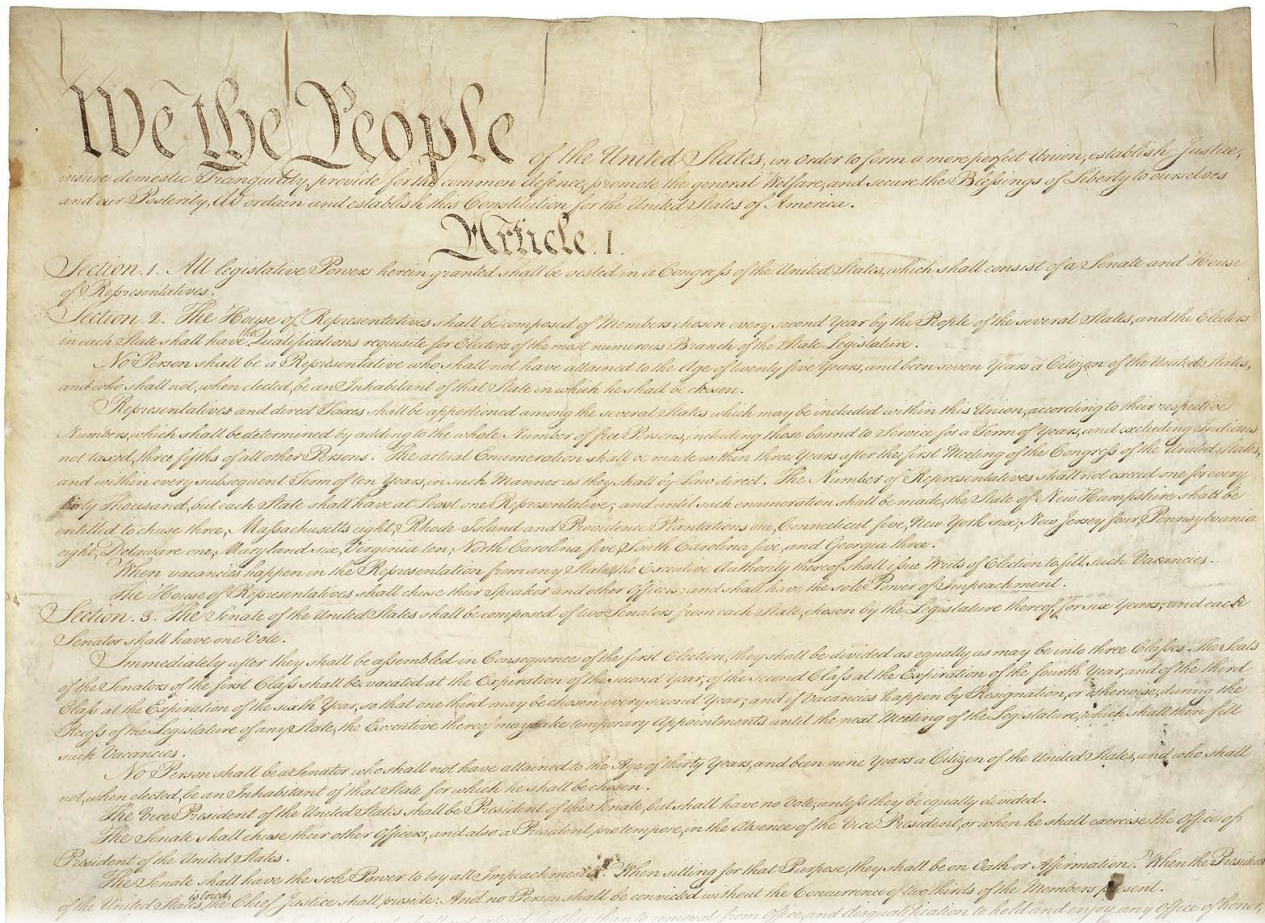 We the People of the United States, in Order to form a more perfect Union, establish Justice,
insure domestic Tranquility, provide for the common defence, promote the general Welfare, and secure the Blessings of Liberty to ourselves
and our Posterity, do ordain and establish this Constitution for the United States of America.
Article. I.
Section. 1. All legislative Powers herein granted shall be vested in a Congress of the United States, which shall consist of a Senate and House
of Representatives.
Section. 2. The House of Representatives shall be composed of Members chosen every second Year by the People of the several States, and the Electors
in each State shall have the Qualifications requisite for Electors of the most numerous Branch of the State Legislature.
No Person shall be a Representative who shall not have attained to the Age of twenty five Years, and been seven Years a Citizen of the United States,
and who shall not, when elected, be an Inhabitant of that State in which he shall be chosen.
Representatives and direct Taxes shall be apportioned among the several States which may be included within this Union, according to their respective
Numbers, which shall be determined by adding to the whole Number of free Persons, including those bound to Service for a Term of Years, and excluding Indians
not taxed, three fifths of all other Persons. The actual Enumeration shall be made within three Years after the first Meeting of the Congress of the United States,
and within every subsequent Term of ten Years, in such Manner as they shall by Law direct. The Number of Representatives shall not exceed one for every
thirty Thousand, but each State shall have at Least one Representative; and until such enumeration shall be made, the State of New Hampshire shall be
entitled to chuse three, Massachusetts eight, Rhode Island and Providence Plantations one, Connecticut five, New York six, New Jersey four, Pennsylvania
eight, Delaware one, Maryland six, Virginia ten, North Carolina five, South Carolina five, and Georgia three.
When vacancies happen in the Representation from any State, the Executive Authority thereof shall issue Writs of Election to fill such Vacancies.
The House of Representatives shall chuse their Speaker and other Officers; and shall have the sole Power of Impeachment.
Section. 3. The Senate of the United States shall be composed of two Senators from each State, chosen by the Legislature thereof, for six Years; and each
Senator shall have one Vote.
Immediately after they shall be assembled in Consequence of the first Election, they shall be divided as equally as may be into three Classes. The Seats
of the Senators of the first Class shall be vacated at the Expiration of the second Year, of the second Class at the Expiration of the fourth Year, and of the third
Class at the Expiration of the sixth Year, so that one third may be chosen every second Year; and if Vacancies happen by Resignation, or otherwise, during the
Recess of the Legislature of any State, the Executive thereof may make temporary Appointments until the next Meeting of the Legislature, which shall then fill
such Vacancies.
No Person shall be a Senator who shall not have attained to the Age of thirty Years, and been nine Years a Citizen of the United States, and who shall
not, when elected, be an Inhabitant of that State for which he shall be chosen.
The Vice President of the United States shall be President of the Senate, but shall have no Vote, unless they be equally divided.
The Senate shall chuse their other Officers, and also a President pro tempore, in the Absence of the Vice President, or when he shall exercise the Office of
President of the United States.
The Senate shall have the sole Power to try all Impeachments. When sitting for that Purpose, they shall be on Oath or Affirmation. When the President
of the United States is tried, the Chief Justice shall preside: And no Person shall be convicted without the Concurrence of two thirds of the Members present.